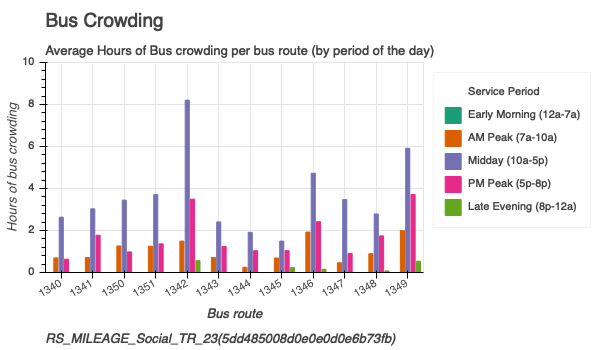 Bus Crowding
Average Hours of Bus crowding per bus route (by period of the day)
10
8
6
4
2
0
Hours of bus crowding
1340 1341 1350 1351 1342 1343 1344 1345 1346 1347 1348 1349
Bus route
Service Period
Early Morning (12a-7a)
AM Peak (7a-10a)
Midday (10a-5p)
PM Peak (5p-8p)
Late Evening (8p-12a)
RS_MILEAGE_Social_TR_23(5dd485008d0e0e0d0e6b73fb)